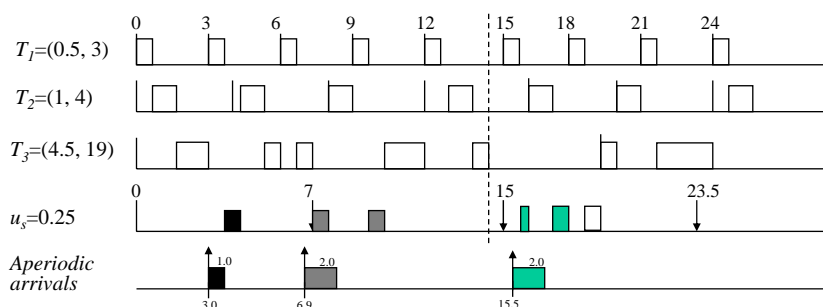 0 3 6 9 12 15 18 21 24
T1=(0.5, 3)
T2=(1, 4)
T3=(4.5, 19)
0 7 15 23.5
us=0.25
Aperiodic
arrivals
1.0 2.0 2.0
3.0 6.9 15.5